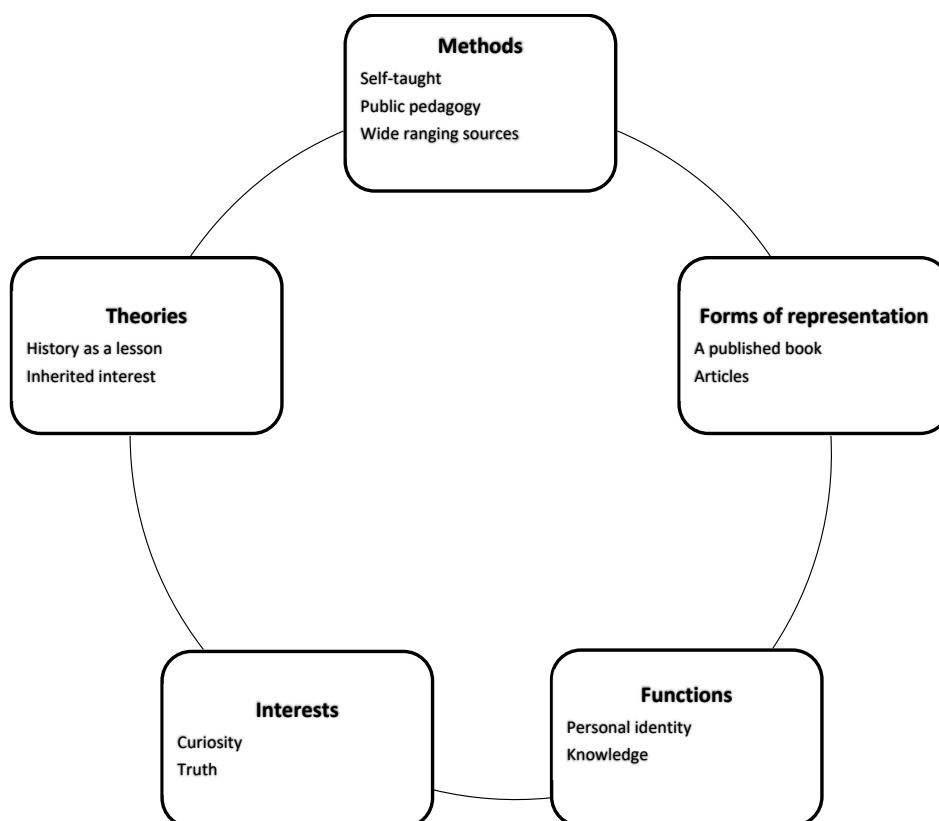 Methods
Self-taught
Public pedagogy
Wide ranging sources
Theories
History as a lesson
Inherited interest
Forms of representation
A published book
Articles
Interests
Curiosity
Truth
Functions
Personal identity
Knowledge